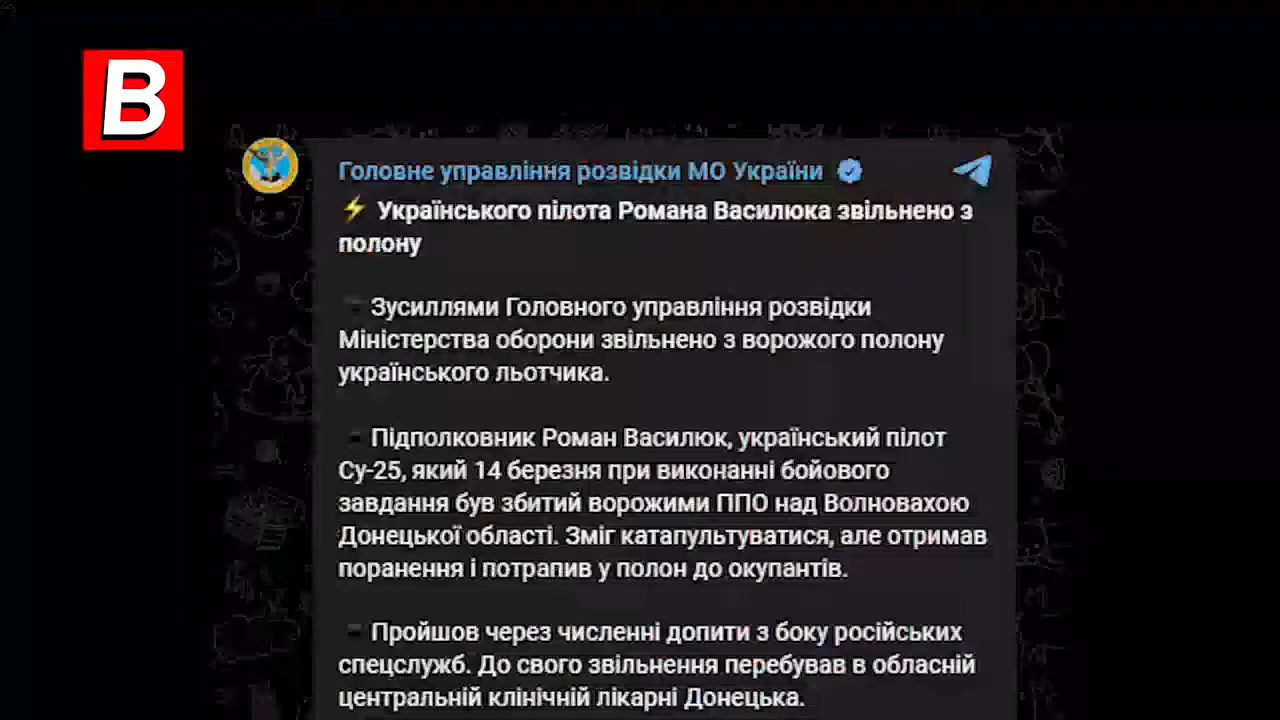 В
Головне управління розвідки МО України
⚡ Українського пілота Романа Василюка звільнено з
полону
Зусиллями Головного управління розвідки
Міністерства оборони звільнено з ворожого полону
українського льотчика.
Підполковник Роман Василюк, український пілот
Су-25, який 14 березня при виконанні бойового
завдання був збитий ворожими ППО над Волновахою
Донецької області. Зміг катапультуватися, але отримав
поранення і потрапив у полон до окупантів.
Пройшов через численні допити з боку російських
спецслужб. До свого звільнення перебував в обласній
центральній клінічній лікарні Донецька.